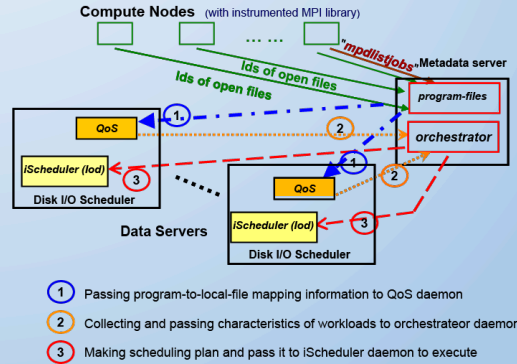 Compute Nodes (with instrumented MPI library)
... ...
"mpdlistjobs"
Metadata server
Ids of open files
Ids of open files
program-files
1.
QoS
2
orchestrator
1
iScheduler (Iod)
3
2
QoS
Disk I/O Scheduler
iScheduler (Iod)
3
Data Servers
Disk I/O Scheduler
1 Passing program-to-local-file mapping information to QoS daemon
2 Collecting and passing characteristics of workloads to orchestrateor daemon
3 Making scheduling plan and pass it to iScheduler daemon to execute